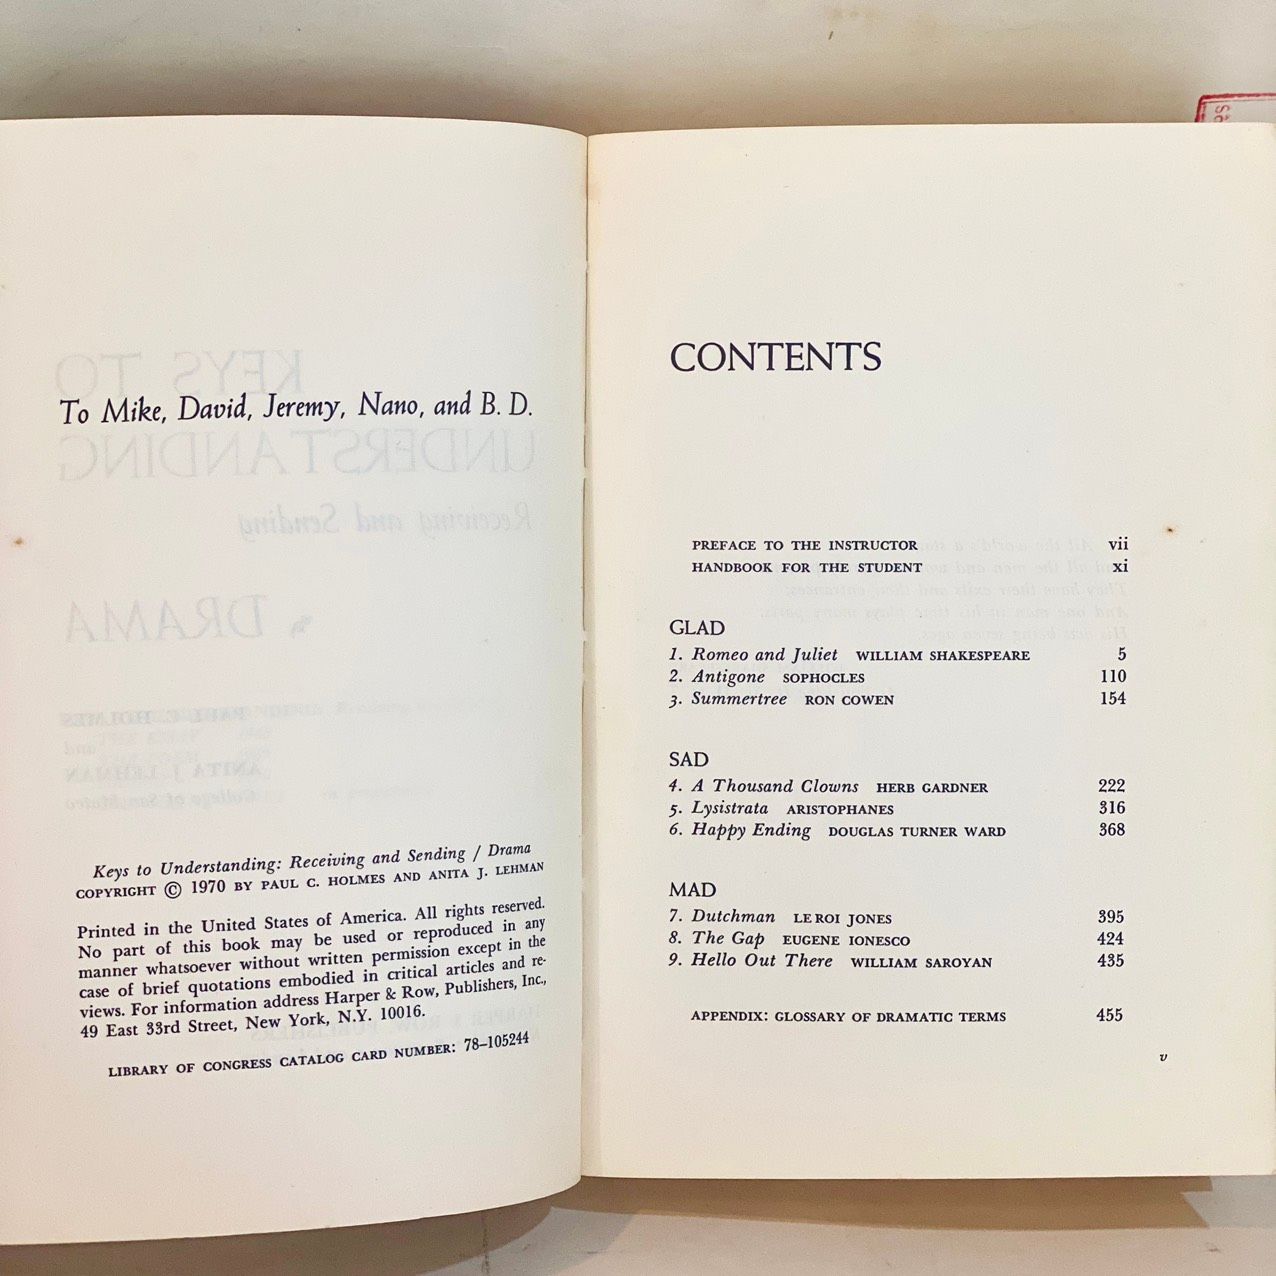 To Mike, David, Jeremy, Nano, and B. D.
Keys to Understanding: Receiving and Sending / Drama
COPYRIGHT © 1970 BY PAUL C. HOLMES AND ANITA J. LEHMAN
Printed in the United States of America. All rights reserved.
No part of this book may be used or reproduced in any
manner whatsoever without written permission except in the
case of brief quotations embodied in critical articles and re-
views. For information address Harper & Row, Publishers, Inc.,
49 East 33rd Street, New York, N.Y. 10016.
LIBRARY OF CONGRESS CATALOG CARD NUMBER: 78–105244
CONTENTS
PREFACE TO THE INSTRUCTOR vii
HANDBOOK FOR THE STUDENT xi
GLAD
1. Romeo and Juliet WILLIAM SHAKESPEARE 5
2. Antigone SOPHOCLES 110
3. Summertree RON COWEN 154
SAD
4. A Thousand Clowns HERB GARDNER 222
5. Lysistrata ARISTOPHANES 316
6. Happy Ending DOUGLAS TURNER WARD 368
MAD
7. Dutchman LE ROI JONES 395
8. The Gap EUGENE IONESCO 424
9. Hello Out There WILLIAM SAROYAN 435
APPENDIX: GLOSSARY OF DRAMATIC TERMS 455
v